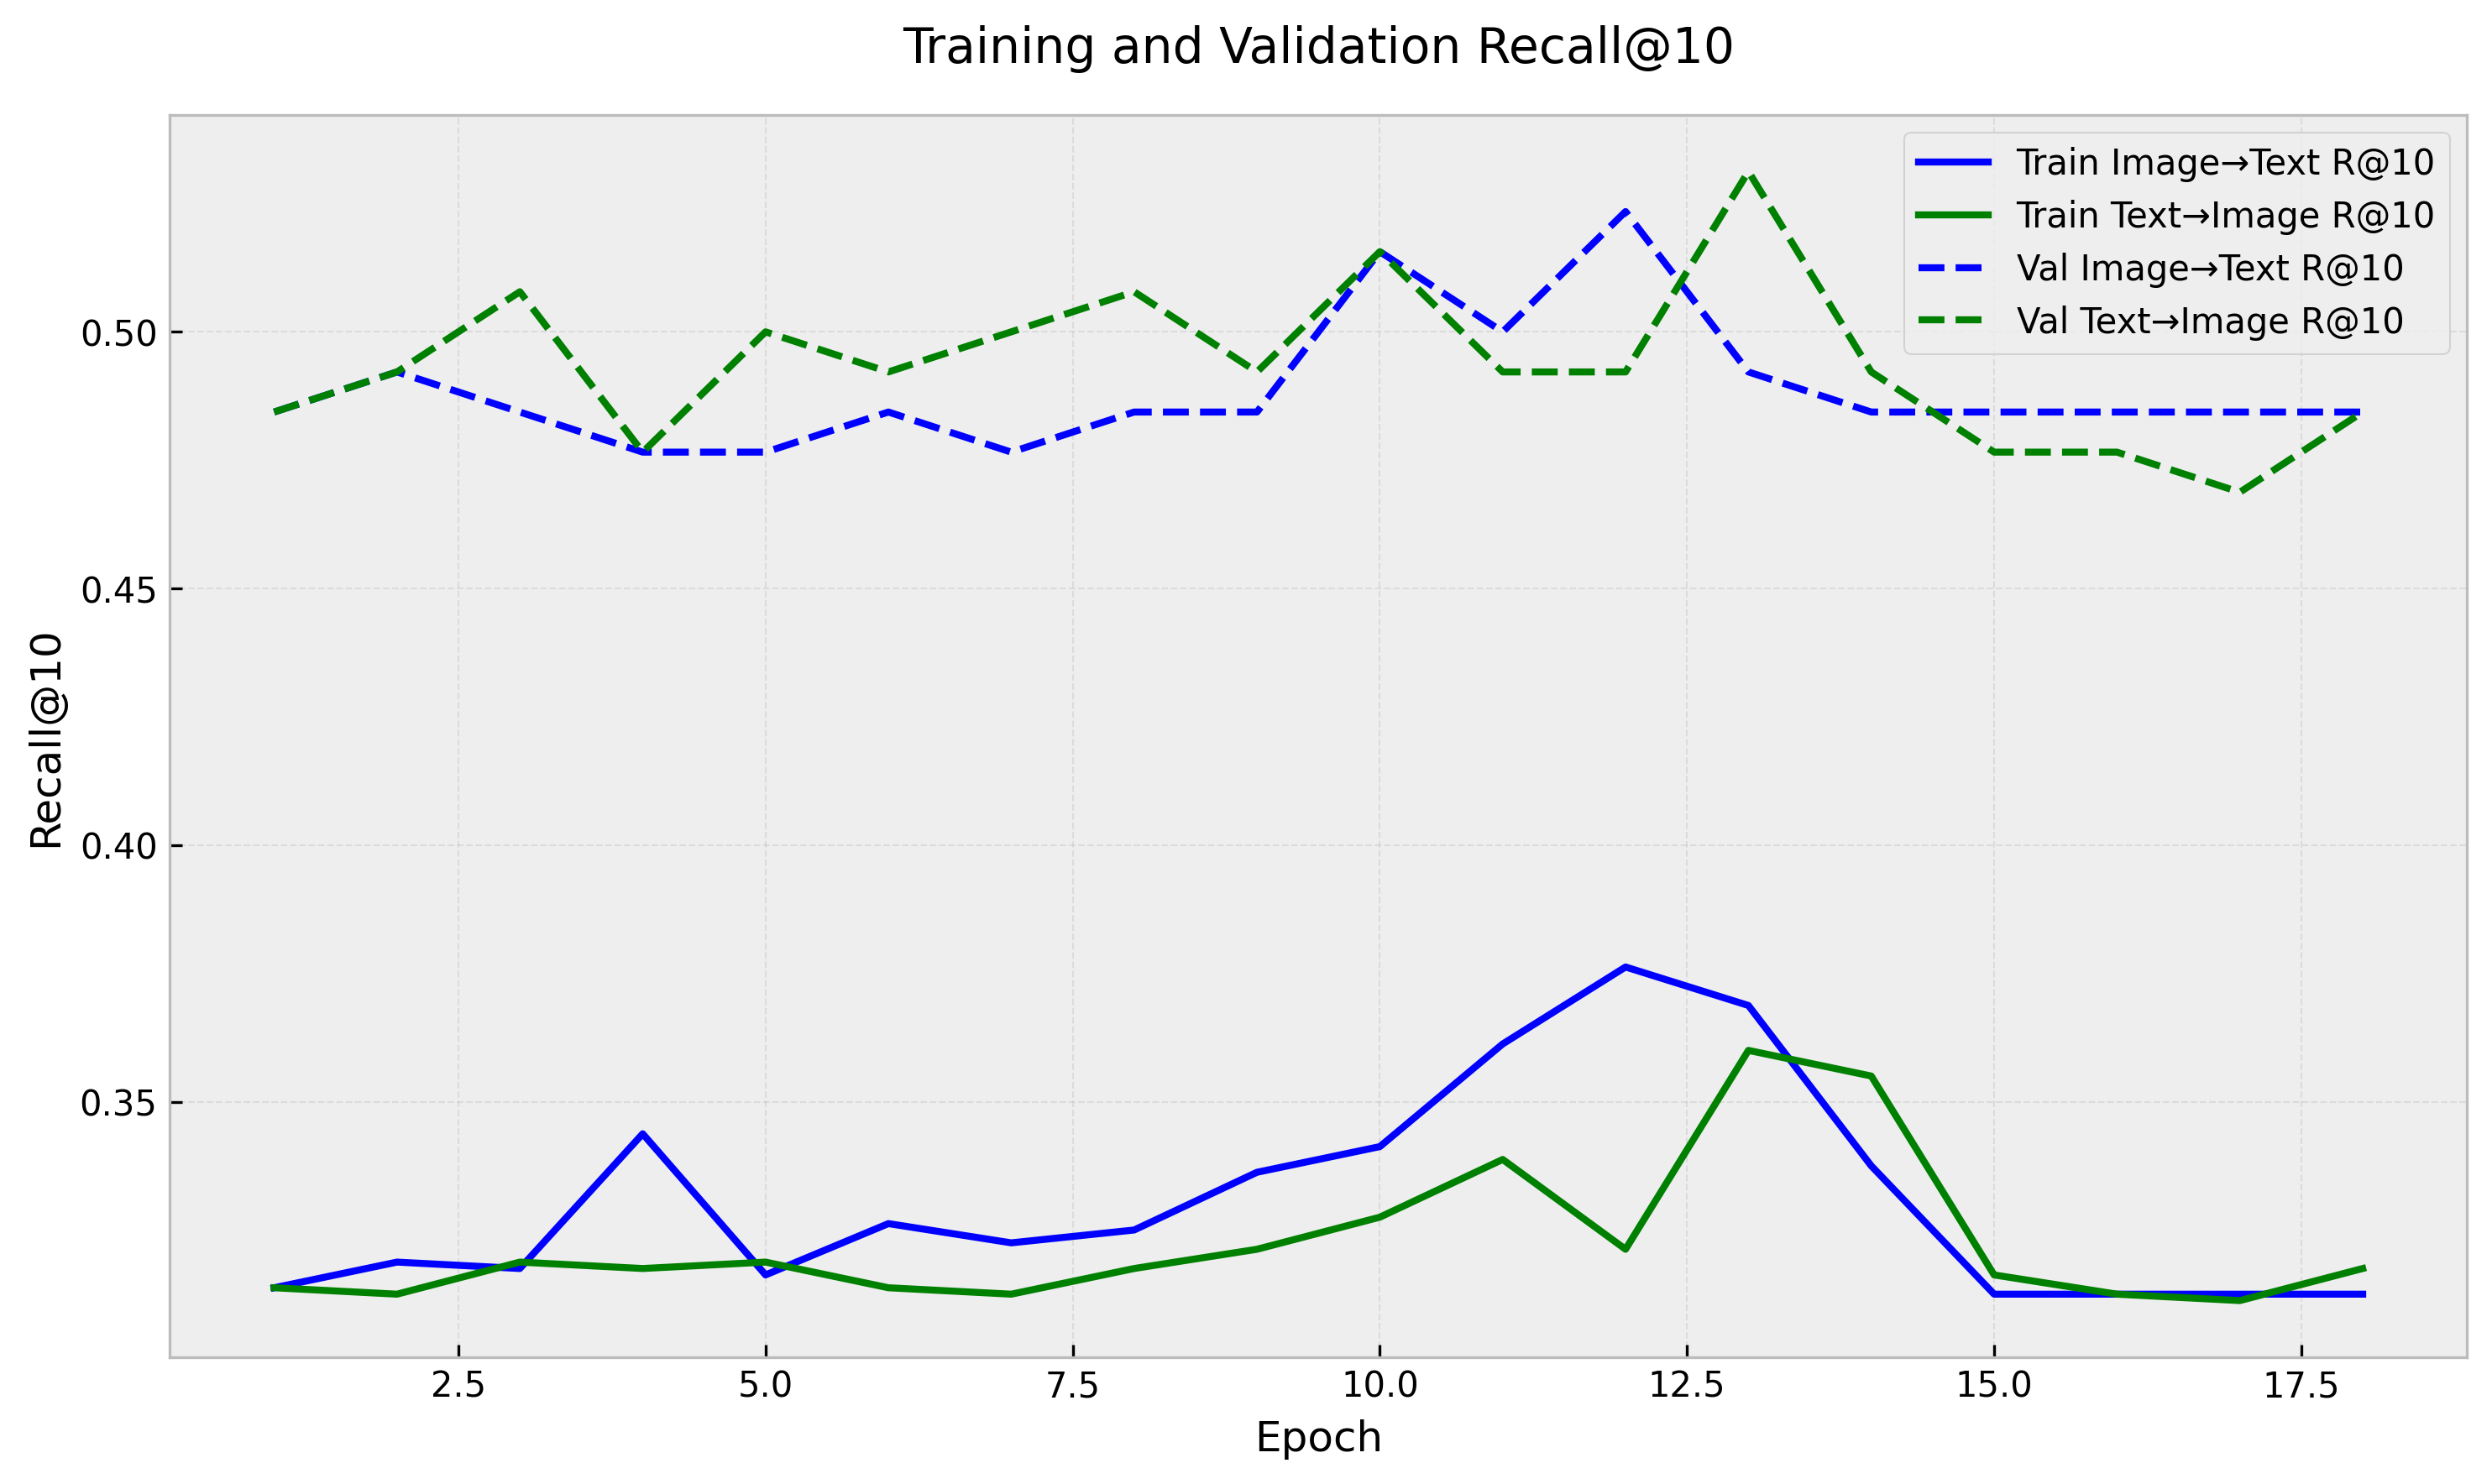 Training and Validation Recall@10
Train Image→Text R@10
Train Text→Image R@10
Val Image→Text R@10
Val Text→Image R@10
0.50
0.45
0.40
0.35
Recall@10
2.5 5.0 7.5 10.0 12.5 15.0 17.5
Epoch